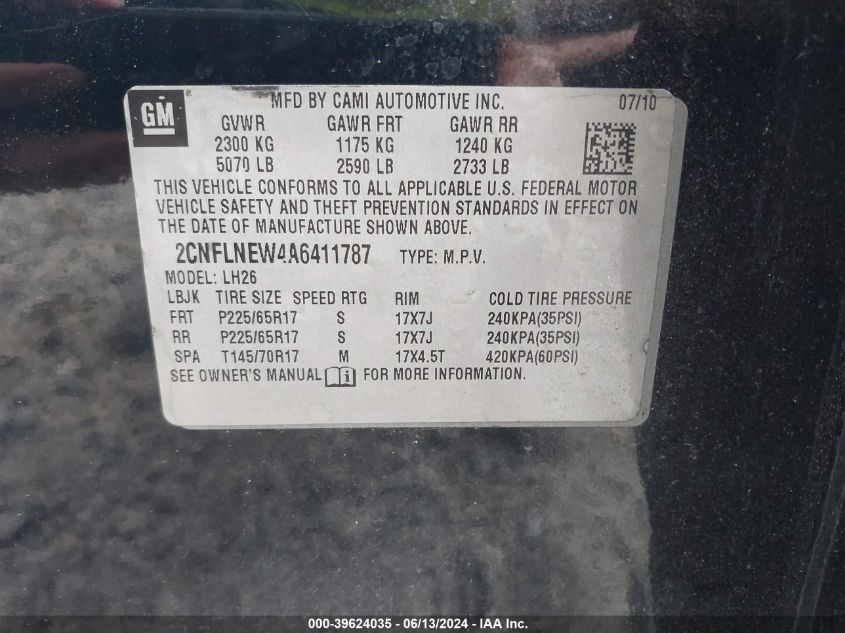 GM
MFD BY CAMI AUTOMOTIVE INC. 07/10
GVWR GAWR FRT GAWR RR
2300 KG 1175 KG 1240 KG
5070 LB 2590 LB 2733 LB
THIS VEHICLE CONFORMS TO ALL APPLICABLE U.S. FEDERAL MOTOR
VEHICLE SAFETY AND THEFT PREVENTION STANDARDS IN EFFECT ON
THE DATE OF MANUFACTURE SHOWN ABOVE.
2CNFLNEW4A6411787 TYPE: M.P.V.
MODEL: LH26
LBJK TIRE SIZE SPEED RTG RIM COLD TIRE PRESSURE
FRT P225/65R17 S 17X7J 240KPA(35PSI)
RR P225/65R17 S 17X7J 240KPA(35PSI)
SPA T145/70R17 M 17X4.5T 420KPA(60PSI)
SEE OWNER'S MANUAL i FOR MORE INFORMATION.
000-39624035 - 06/13/2024 - IAA Inc.